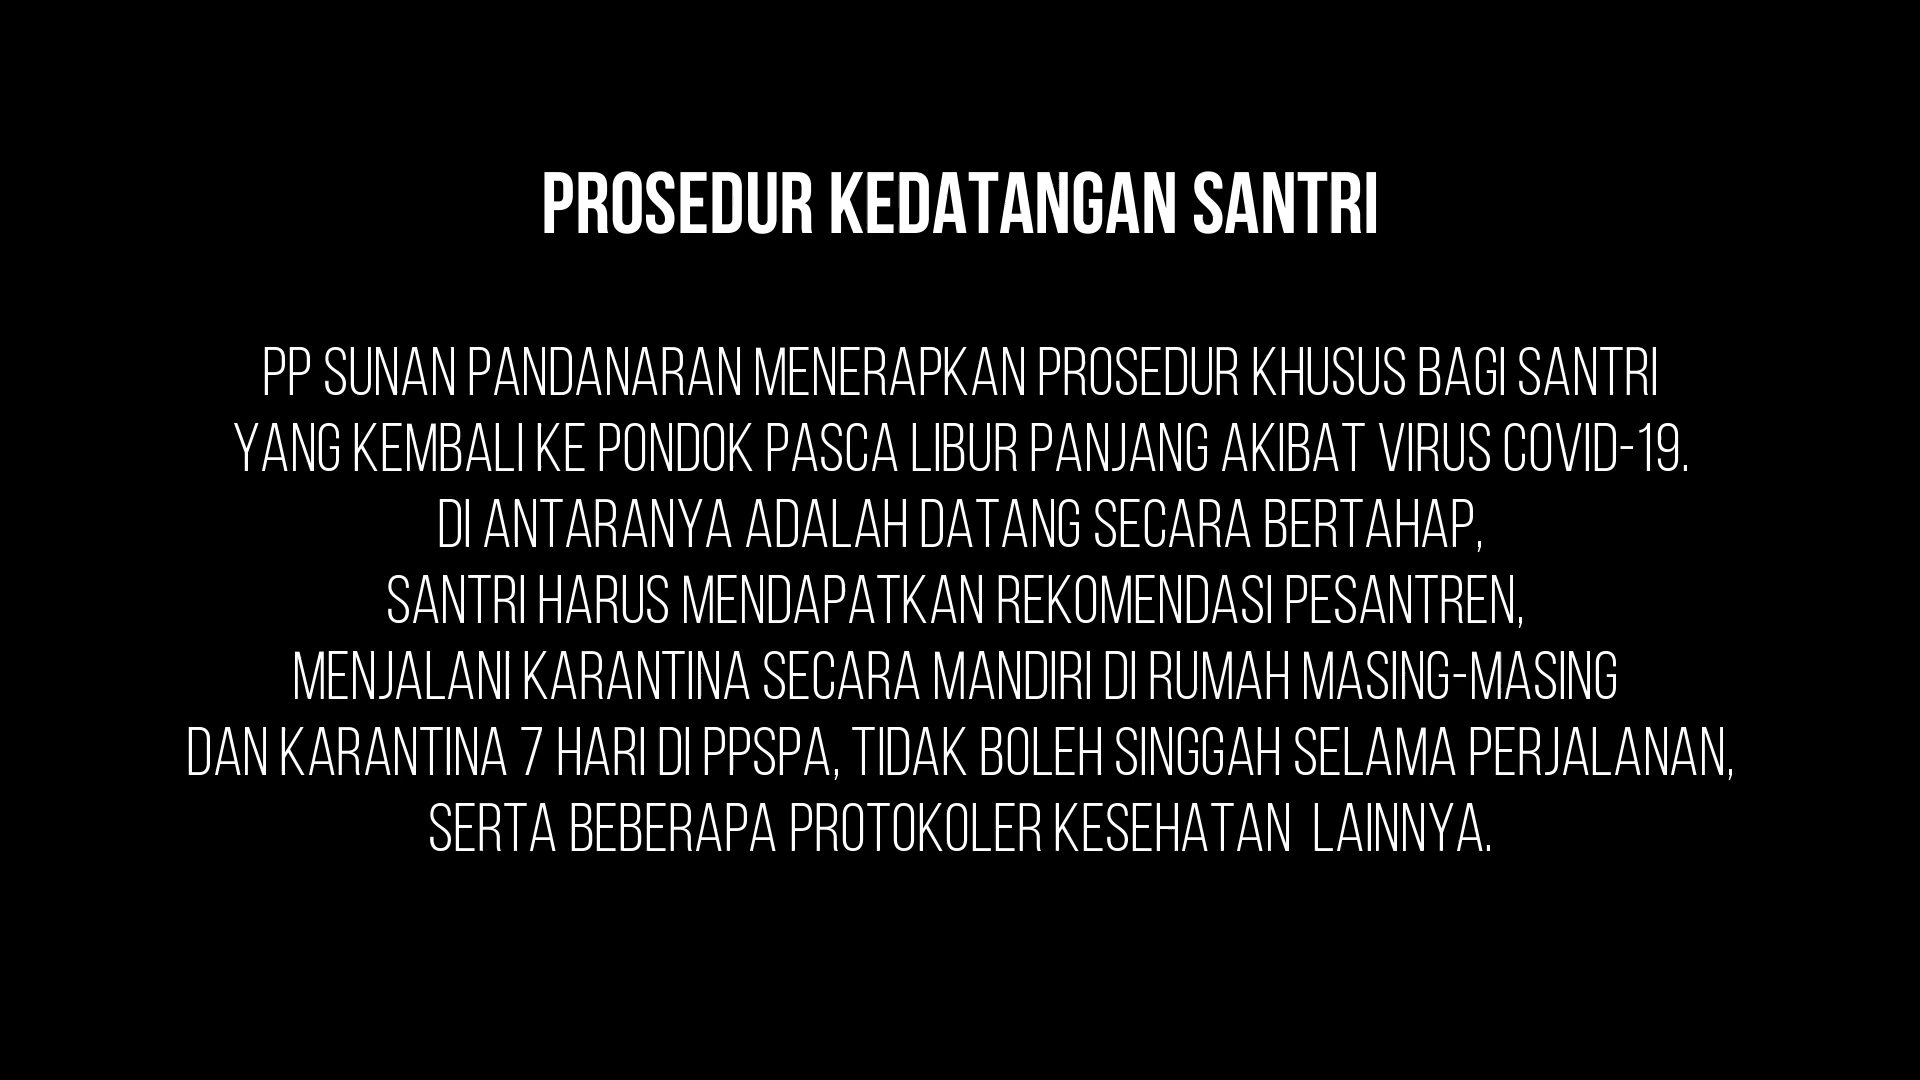 PROSEDUR KEDATANGAN SANTRI
PP SUNAN PANDANARAN MENERAPKAN PROSEDUR KHUSUS BAGI SANTRI
YANG KEMBALI KE PONDOK PASCA LIBUR PANJANG AKIBAT VIRUS COVID-19.
DI ANTARANYA ADALAH DATANG SECARA BERTAHAP,
SANTRI HARUS MENDAPATKAN REKOMENDASI PESANTREN,
MENJALANI KARANTINA SECARA MANDIRI DI RUMAH MASING-MASING
DAN KARANTINA 7 HARI DI PPSPA, TIDAK BOLEH SINGGAH SELAMA PERJALANAN,
SERTA BEBERAPA PROTOKOLER KESEHATAN LAINNYA.